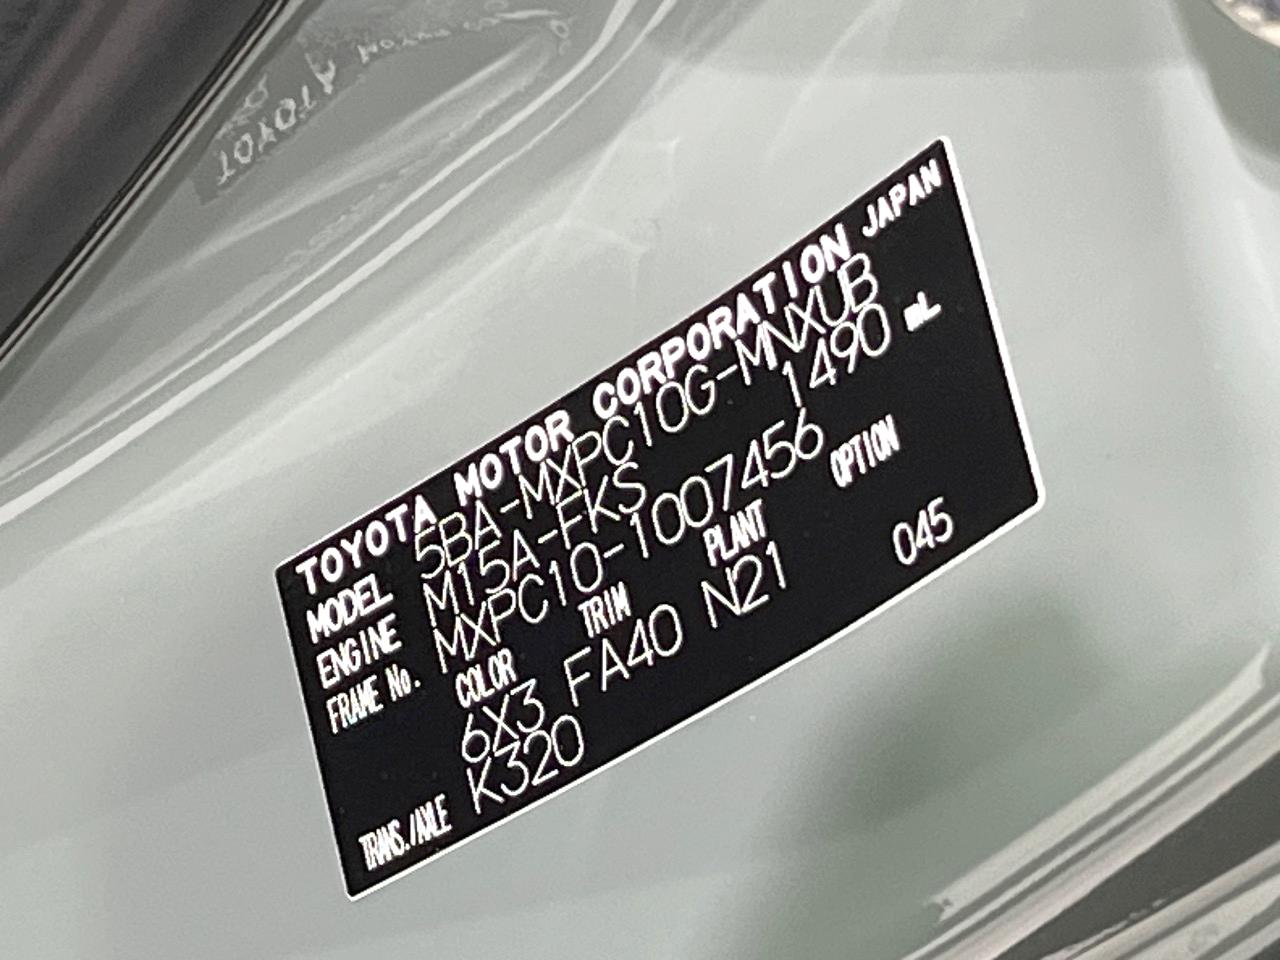 TOYOTA MOTOR CORPORATION JAPAN
MODEL 5BA-MXPC10G-MNXUB
ENGINE M15A-FKS 1490 mL
FRAME No. MXPC10-1007456
COLOR TRIM PLANT OPTION
6X3 FA40 N21 045
TRANS./AXLE K320